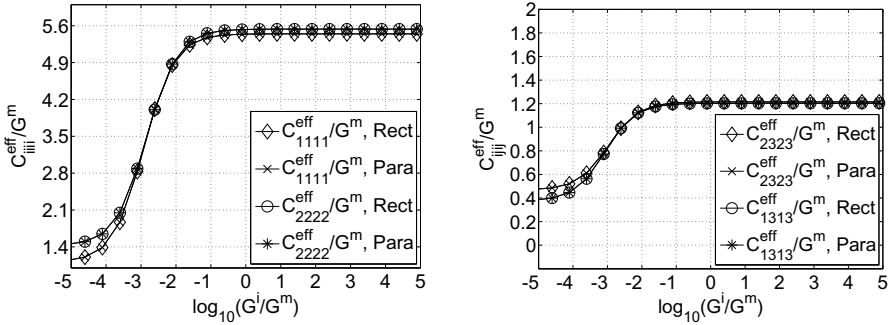 5.6
4.9
4.2
3.5
2.8
2.1
1.4
C^eff_iiii/G^m
C^eff_1111/G^m, Rect
C^eff_1111/G^m, Para
C^eff_2222/G^m, Rect
C^eff_2222/G^m, Para
-5 -4 -3 -2 -1 0 1 2 3 4 5
log_10(G^i/G^m)
2
1.8
1.6
1.4
1.2
1
0.8
0.6
0.4
0.2
0
C^eff_ijij/G^m
C^eff_2323/G^m, Rect
C^eff_2323/G^m, Para
C^eff_1313/G^m, Rect
C^eff_1313/G^m, Para
-5 -4 -3 -2 -1 0 1 2 3 4 5
log_10(G^i/G^m)